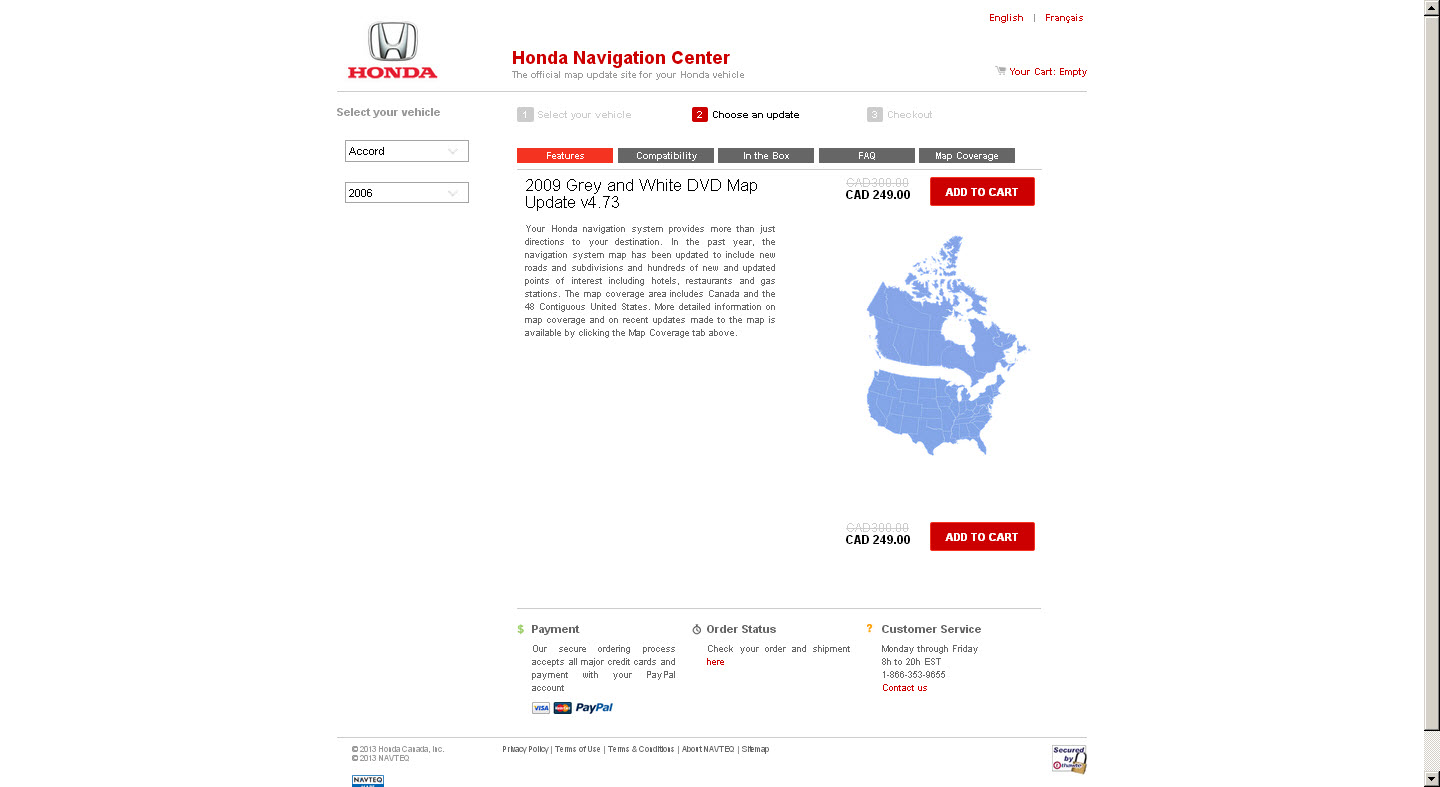 English | Français
HONDA
Honda Navigation Center
The official map update site for your Honda vehicle
Your Cart: Empty
Select your vehicle
1 Select your vehicle 2 Choose an update 3 Checkout
Accord
2006
Features Compatibility In the Box FAQ Map Coverage
2009 Grey and White DVD Map
Update v4.73
CAD300.00
CAD 249.00
ADD TO CART
Your Honda navigation system provides more than just
directions to your destination. In the past year, the
navigation system map has been updated to include new
roads and subdivisions and hundreds of new and updated
points of interest including hotels, restaurants and gas
stations. The map coverage area includes Canada and the
48 Contiguous United States. More detailed information on
map coverage and on recent updates made to the map is
available by clicking the Map Coverage tab above.
CAD300.00
CAD 249.00
ADD TO CART
$ Payment
Our secure ordering process
accepts all major credit cards and
payment with your PayPal
account
VISA MasterCard PayPal
Order Status
Check your order and shipment
here
? Customer Service
Monday through Friday
8h to 20h EST
1-866-353-9655
Contact us
© 2013 Honda Canada, Inc.
© 2013 NAVTEQ
Privacy Policy | Terms of Use | Terms & Conditions | About NAVTEQ | Sitemap
Secured
by
thawte
NAVTEQ